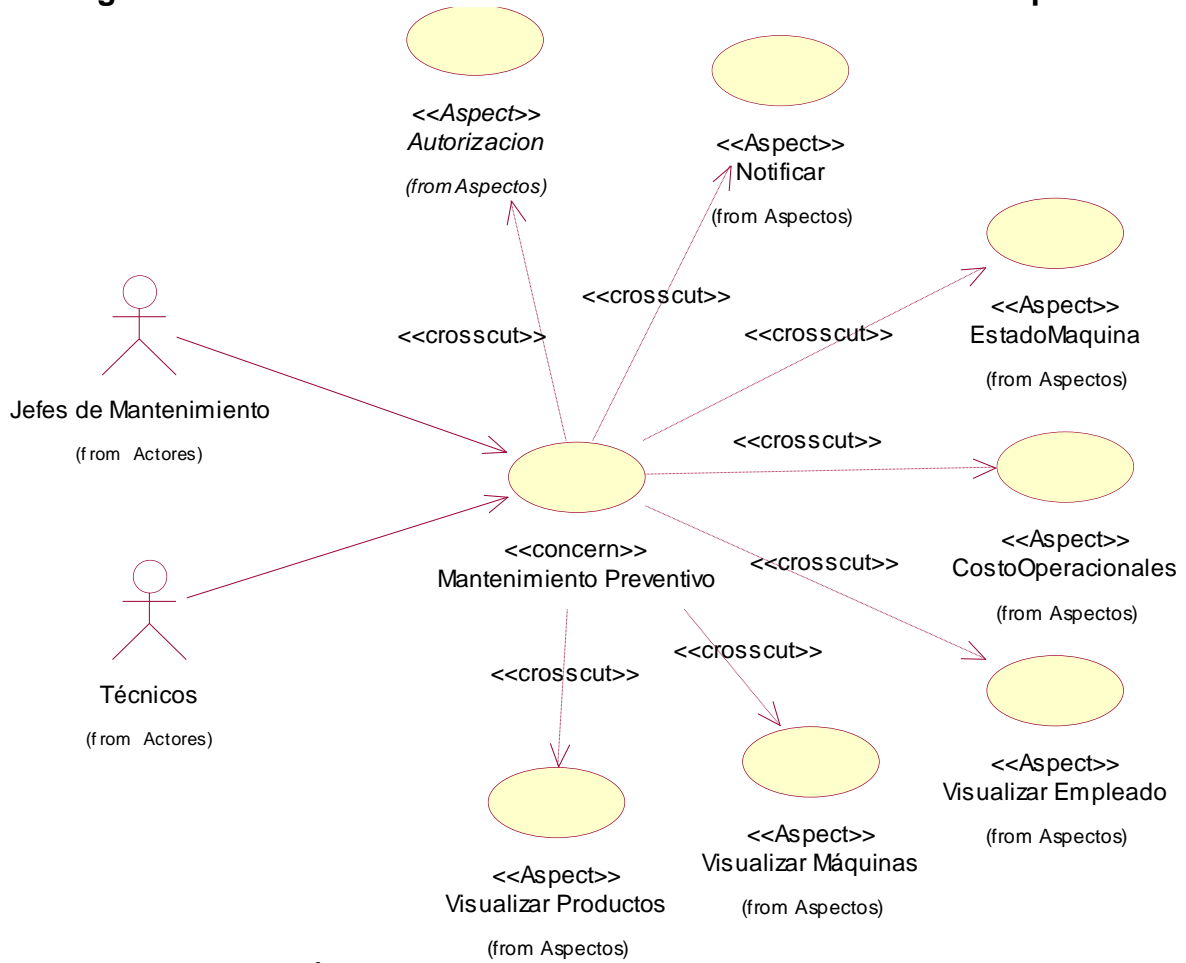 <<Aspect>>
Autorizacion
(from Aspectos)
<<Aspect>>
Notificar
(from Aspectos)
<<Aspect>>
EstadoMaquina
(from Aspectos)
<<crosscut>>
<<crosscut>>
<<crosscut>>
Jefes de Mantenimiento
(from Actores)
<<crosscut>>
<<Aspect>>
CostoOperacionales
(from Aspectos)
<<concern>>
Mantenimiento Preventivo
<<crosscut>>
Técnicos
(from Actores)
<<crosscut>>
<<crosscut>>
<<Aspect>>
Visualizar Empleado
(from Aspectos)
<<Aspect>>
Visualizar Máquinas
(from Aspectos)
<<Aspect>>
Visualizar Productos
(from Aspectos)